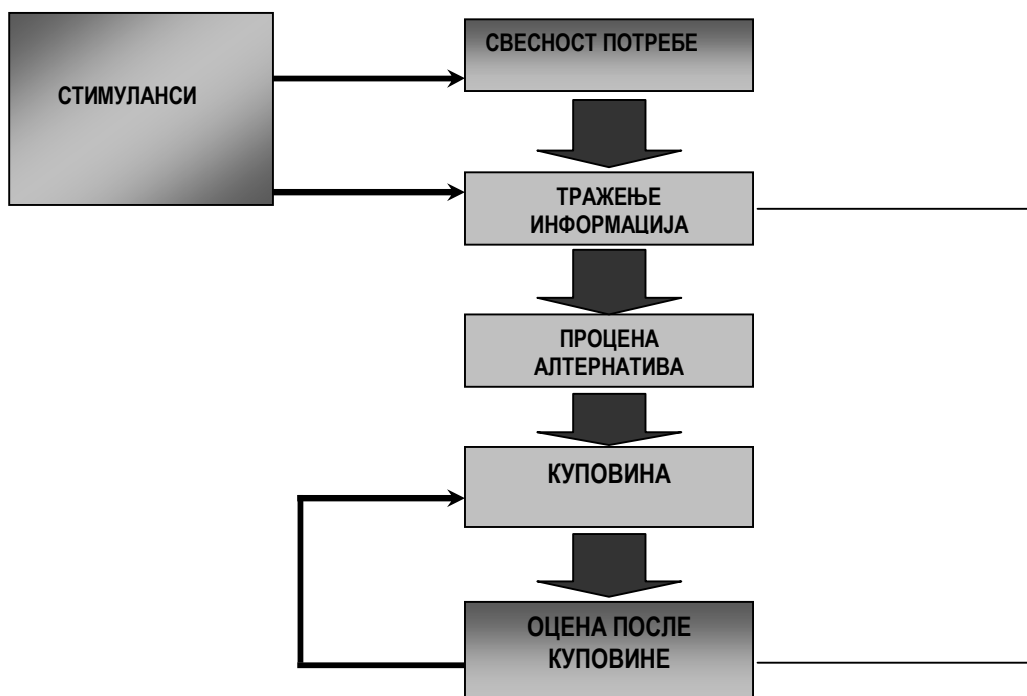 СТИМУЛАНСИ
СВЕСНОСТ ПОТРЕБЕ
ТРАЖЕЊЕ
ИНФОРМАЦИЈА
ПРОЦЕНА
АЛТЕРНАТИВА
КУПОВИНА
ОЦЕНА ПОСЛЕ
КУПОВИНЕ